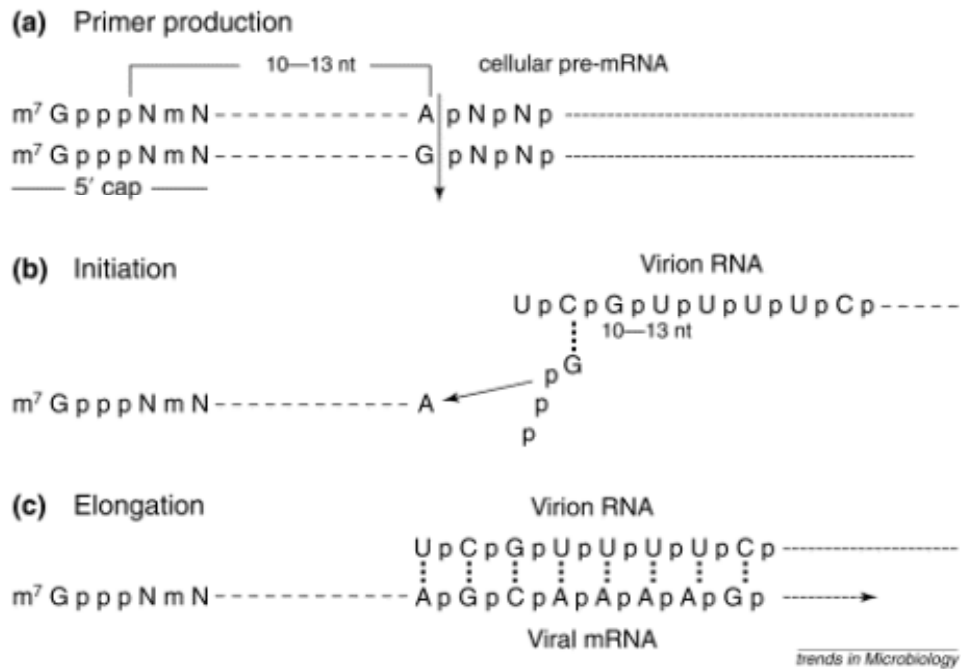 (a) Primer production
10—13 nt cellular pre-mRNA
m⁷ G p p p N m N - - - - - - - - - - - - - A p N p N p - - - - - - - - - -
m⁷ G p p p N m N - - - - - - - - - - - - - G p N p N p - - - - - - - - - -
5′ cap
(b) Initiation
Virion RNA
U p C p G p U p U p U p U p C p - - - - -
10—13 nt
p G
m⁷ G p p p N m N - - - - - - - - - - - - - A p
p
(c) Elongation
Virion RNA
U p C p G p U p U p U p U p C p - - - - - - - - - -
m⁷ G p p p N m N - - - - - - - - - - - - - A p G p C p A p A p A p A p G p - - - - -
Viral mRNA
trends in Microbiology